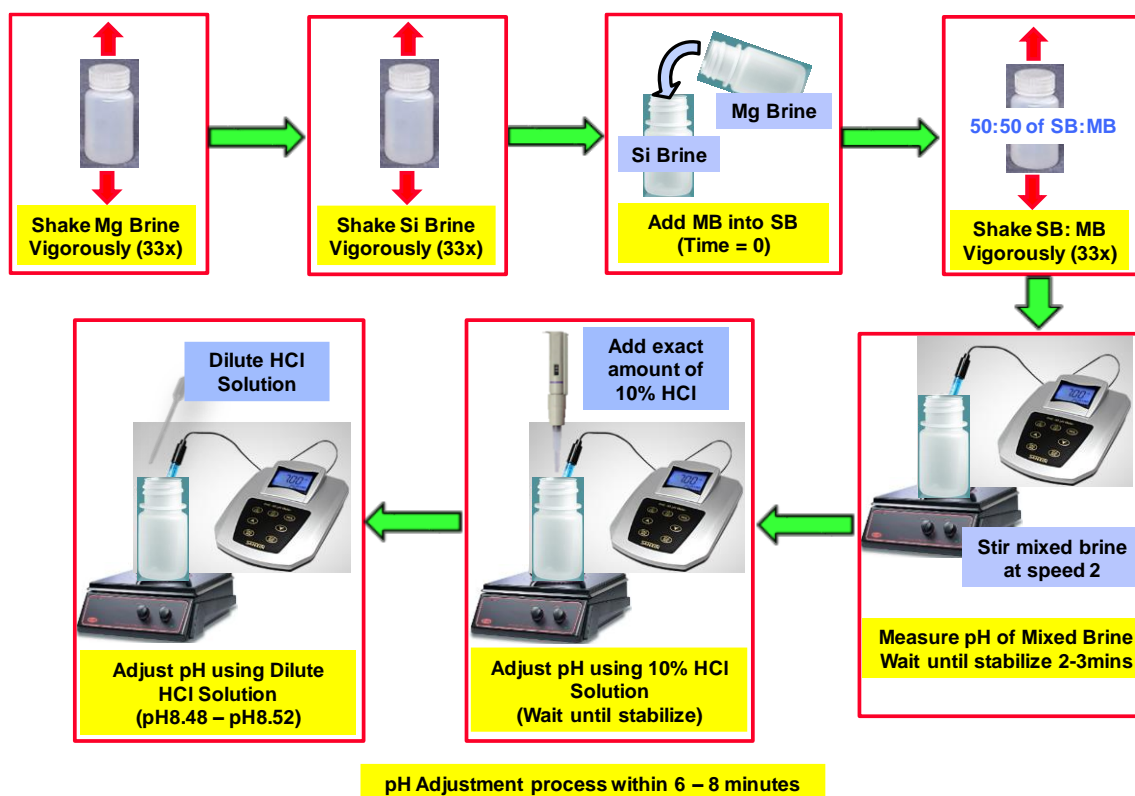 Shake Mg Brine
Vigorously (33x)
Shake Si Brine
Vigorously (33x)
Mg Brine
Si Brine
Add MB into SB
(Time = 0)
50:50 of SB:MB
Shake SB: MB
Vigorously (33x)
Dilute HCl
Solution
Adjust pH using Dilute
HCl Solution
(pH8.48 – pH8.52)
Add exact
amount of
10% HCl
Adjust pH using 10% HCl
Solution
(Wait until stabilize)
Stir mixed brine
at speed 2
Measure pH of Mixed Brine
Wait until stabilize 2-3mins
pH Adjustment process within 6 – 8 minutes